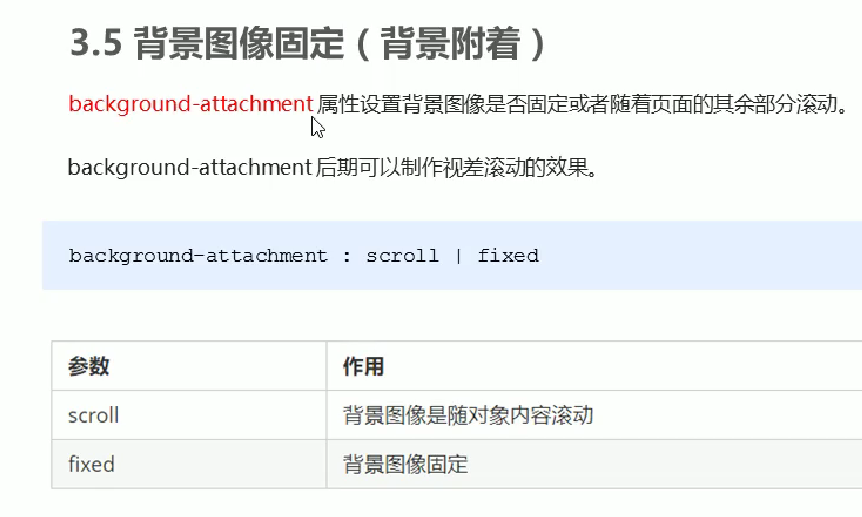 3.5 背景图像固定（背景附着）
background-attachment 属性设置背景图像是否固定或者随着页面的其余部分滚动。
background-attachment 后期可以制作视差滚动的效果。
background-attachment : scroll | fixed
参数 作用
scroll 背景图像是随对象内容滚动
fixed 背景图像固定